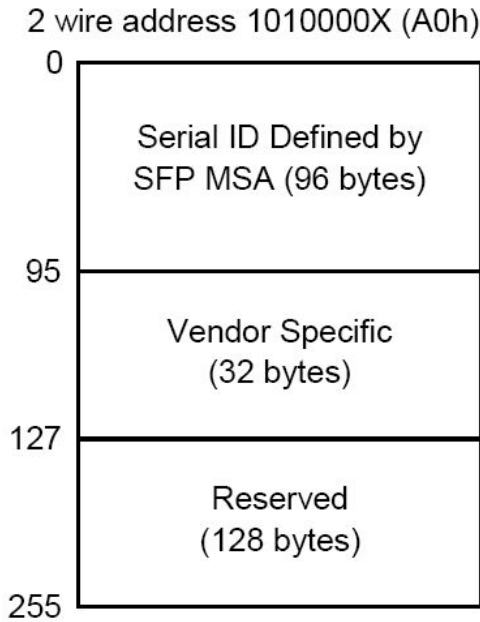 2 wire address 1010000X (A0h)
0
Serial ID Defined by
SFP MSA (96 bytes)
95
Vendor Specific
(32 bytes)
127
Reserved
(128 bytes)
255